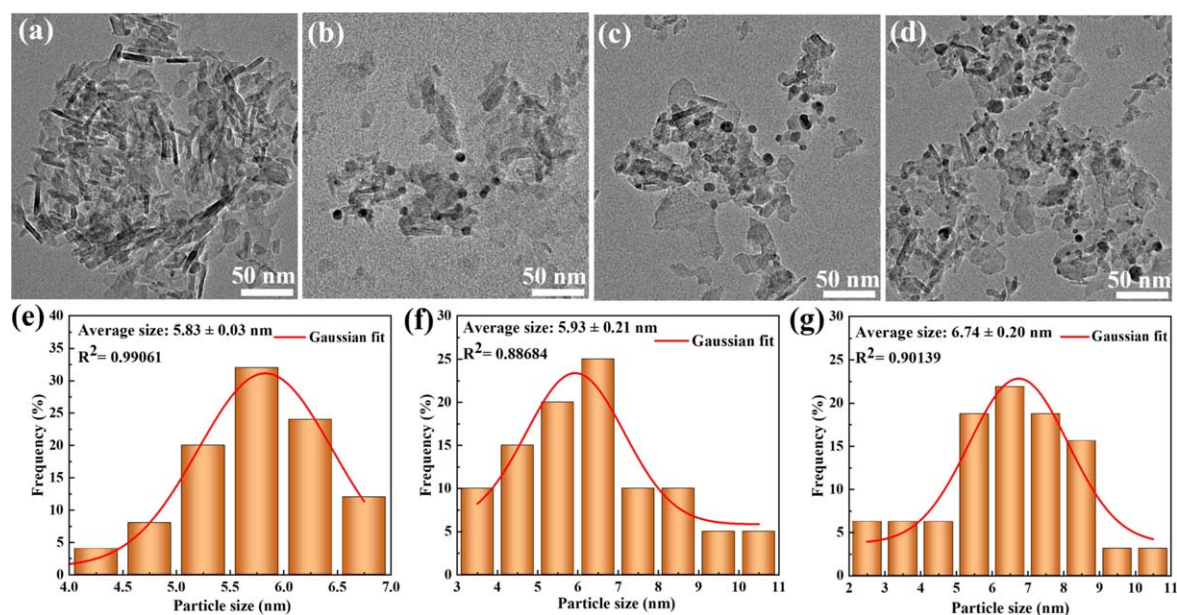 (a)
50 nm
(b)
50 nm
(c)
50 nm
(d)
50 nm
(e)
Average size: 5.83 ± 0.03 nm
R²= 0.99061
Gaussian fit
Frequency (%)
40
35
30
25
20
15
10
5
0
4.0 4.5 5.0 5.5 6.0 6.5 7.0
Particle size (nm)
(f)
Average size: 5.93 ± 0.21 nm
R²= 0.88684
Gaussian fit
Frequency (%)
30
25
20
15
10
5
0
3 4 5 6 7 8 9 10 11
Particle size (nm)
(g)
Average size: 6.74 ± 0.20 nm
R²= 0.90139
Gaussian fit
Frequency (%)
30
25
20
15
10
5
0
2 3 4 5 6 7 8 9 10 11
Particle size (nm)